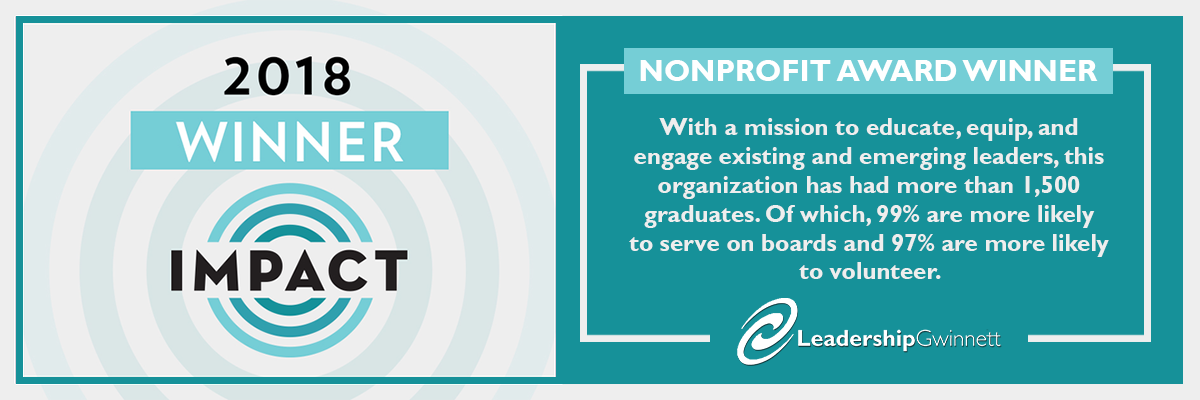 2018
WINNER
IMPACT
NONPROFIT AWARD WINNER
With a mission to educate, equip, and
engage existing and emerging leaders, this
organization has had more than 1,500
graduates. Of which, 99% are more likely
to serve on boards and 97% are more likely
to volunteer.
LeadershipGwinnett